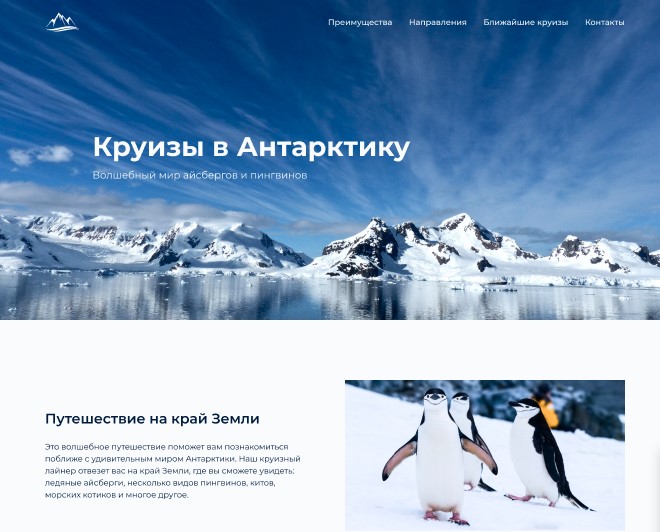 Преимущества Направления Ближайшие круизы Контакты
Круизы в Антарктику
Волшебный мир айсбергов и пингвинов
Путешествие на край Земли
Это волшебное путешествие поможет вам познакомиться
поближе с удивительным миром Антарктики. Наш круизный
лайнер отвезет вас на край Земли, где вы сможете увидеть:
ледяные айсберги, несколько видов пингвинов, китов,
морских котиков и многое другое.